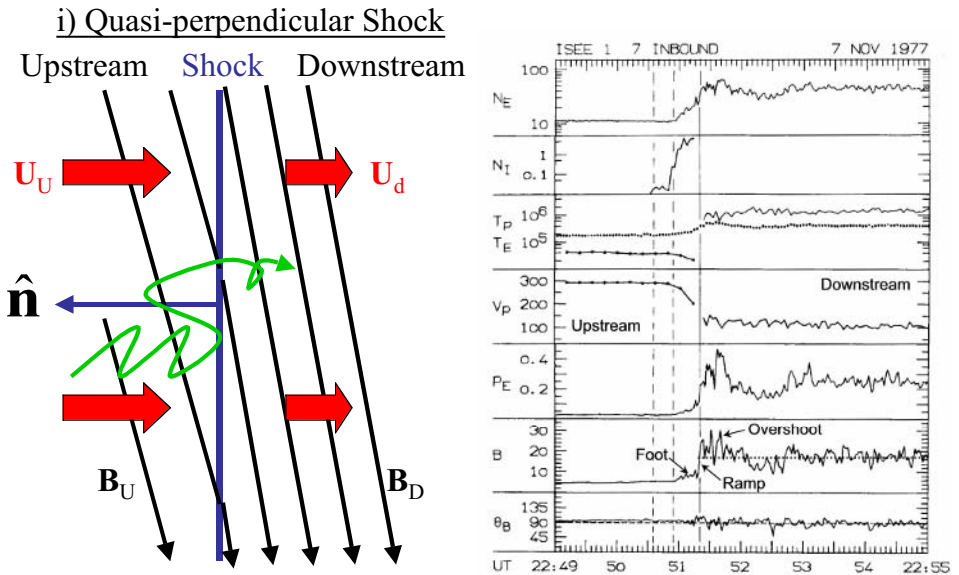 i) Quasi-perpendicular Shock
Upstream Shock Downstream
U_U U_d
n̂
B_U B_D
ISEE 1 7 INBOUND 7 NOV 1977
100
N_E
10
1
N_I
0.1
T_P 10^6
T_E 10^5
300
200
V_P
100
Downstream
Upstream
0.4
P_E
0.2
30
20
B
10
Overshoot
Foot
Ramp
135
θ_B 90
45
UT 22:49 50 51 52 53 54 22:55